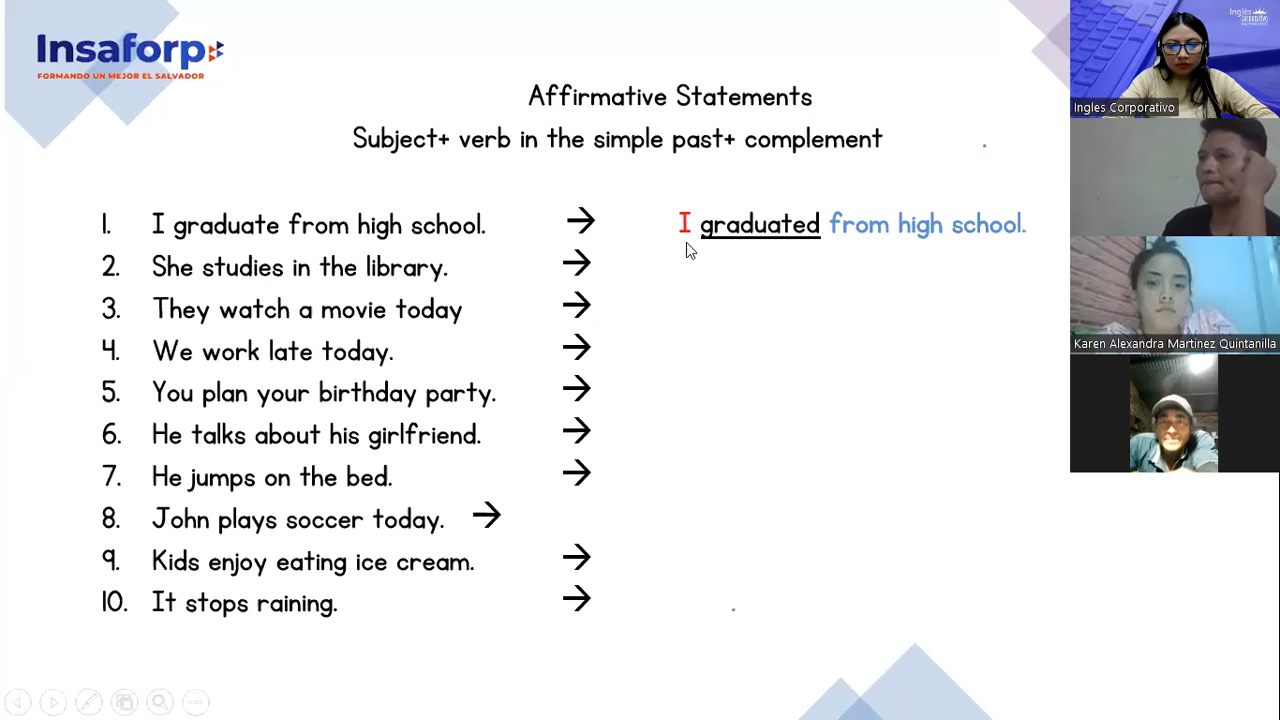 Insaforp
FORMANDO UN MEJOR EL SALVADOR
Affirmative Statements
Subject+ verb in the simple past+ complement
1. I graduate from high school. → I graduated from high school.
2. She studies in the library. →
3. They watch a movie today →
4. We work late today. →
5. You plan your birthday party. →
6. He talks about his girlfriend. →
7. He jumps on the bed. →
8. John plays soccer today. →
9. Kids enjoy eating ice cream. →
10. It stops raining. →
Ingles Corporativo
Karen Alexandra Martinez Quintanilla